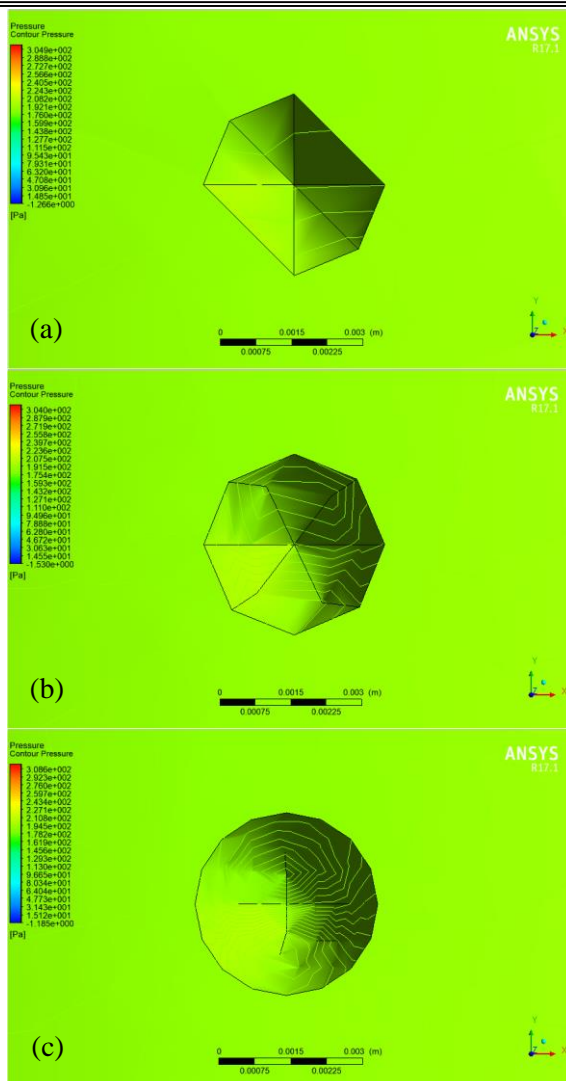 Pressure
Contour Pressure
3.049e+002
2.888e+002
2.727e+002
2.566e+002
2.405e+002
2.243e+002
2.082e+002
1.921e+002
1.760e+002
1.599e+002
1.438e+002
1.277e+002
1.115e+002
9.543e+001
7.931e+001
6.320e+001
4.708e+001
3.096e+001
1.485e+001
-1.266e+000
[Pa]
ANSYS
R17.1
(a)
0 0.0015 0.003 (m)
0.00075 0.00225
Y
Z X
Pressure
Contour Pressure
3.040e+002
2.879e+002
2.719e+002
2.558e+002
2.397e+002
2.236e+002
2.075e+002
1.915e+002
1.754e+002
1.593e+002
1.432e+002
1.271e+002
1.110e+002
9.496e+001
7.888e+001
6.280e+001
4.672e+001
3.063e+001
1.455e+001
-1.530e+000
[Pa]
ANSYS
R17.1
(b)
0 0.0015 0.003 (m)
0.00075 0.00225
Y
Z X
Pressure
Contour Pressure
3.086e+002
2.923e+002
2.760e+002
2.597e+002
2.434e+002
2.271e+002
2.108e+002
1.945e+002
1.782e+002
1.619e+002
1.456e+002
1.293e+002
1.130e+002
9.665e+001
8.034e+001
6.404e+001
4.773e+001
3.143e+001
1.512e+001
-1.185e+000
[Pa]
ANSYS
R17.1
(c)
0 0.0015 0.003 (m)
0.00075 0.00225
Y
Z X